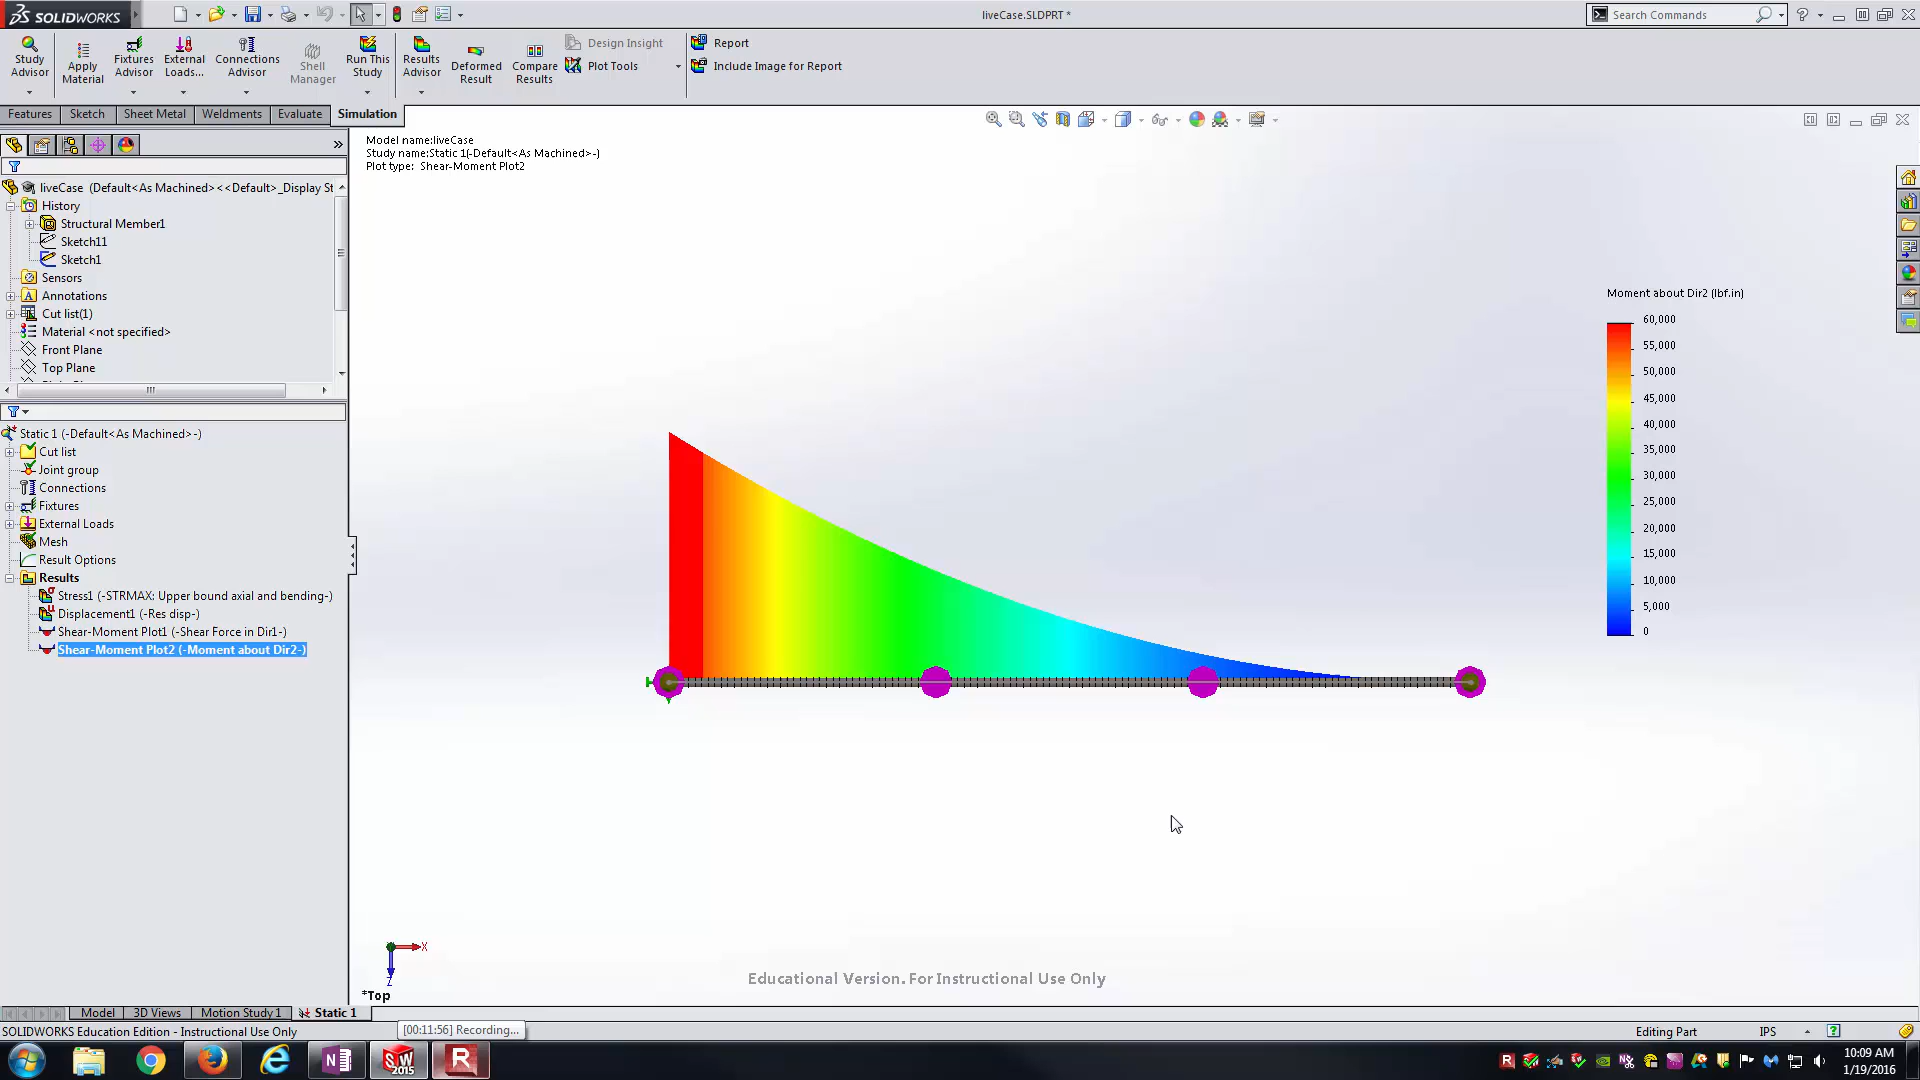 SOLIDWORKS
liveCase.SLDPRT *
Search Commands
Study Advisor
Apply Material
Fixtures Advisor
External Loads...
Connections Advisor
Shell Manager
Run This Study
Results Advisor
Deformed Result
Compare Results
Design Insight
Plot Tools
Report
Include Image for Report
Features
Sketch
Sheet Metal
Weldments
Evaluate
Simulation
Model name:liveCase
Study name:Static 1(-Default<As Machined>-)
Plot type: Shear-Moment Plot2
liveCase (Default<As Machined><<Default>_Display St
History
Structural Member1
Sketch11
Sketch1
Sensors
Annotations
Cut list(1)
Material <not specified>
Front Plane
Top Plane
Static 1 (-Default<As Machined>-)
Cut list
Joint group
Connections
Fixtures
External Loads
Mesh
Result Options
Results
Stress1 (-STRMAX: Upper bound axial and bending-)
Displacement1 (-Res disp-)
Shear-Moment Plot1 (-Shear Force in Dir1-)
Shear-Moment Plot2 (-Moment about Dir2-)
Moment about Dir2 (lbf.in)
60,000
55,000
50,000
45,000
40,000
35,000
30,000
25,000
20,000
15,000
10,000
5,000
0
X
Z
*Top
Educational Version. For Instructional Use Only
Model
3D Views
Motion Study 1
Static 1
SOLIDWORKS Education Edition - Instructional Use Only
[00:11:56] Recording...
Editing Part
IPS
10:09 AM
1/19/2016